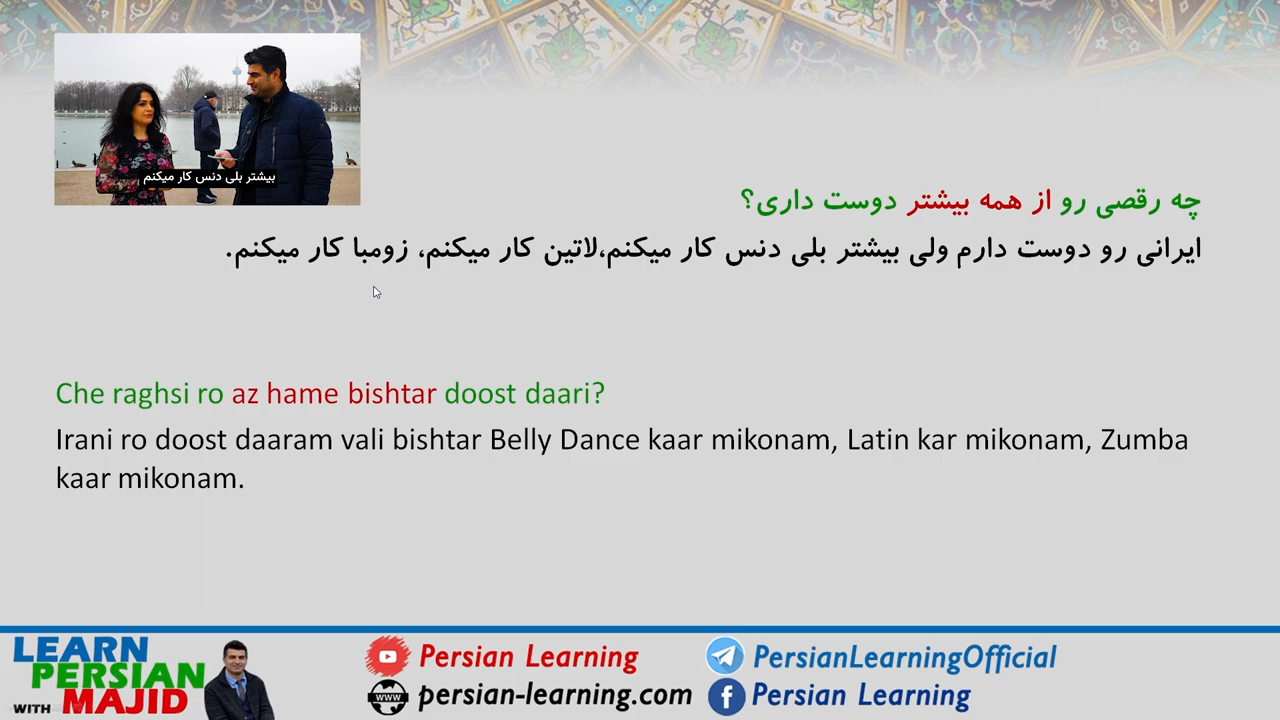 بیشتر بلی دنس کار میکنم
چه رقصی رو از همه بیشتر دوست داری؟
ایرانی رو دوست دارم ولی بیشتر بلی دنس کار میکنم،لاتین کار میکنم، زومبا کار میکنم.
Che raghsi ro az hame bishtar doost daari?
Irani ro doost daaram vali bishtar Belly Dance kaar mikonam, Latin kar mikonam, Zumba
kaar mikonam.
LEARN
PERSIAN
WITH MAJID
Persian Learning
PersianLearningOfficial
WWW persian-learning.com
Persian Learning